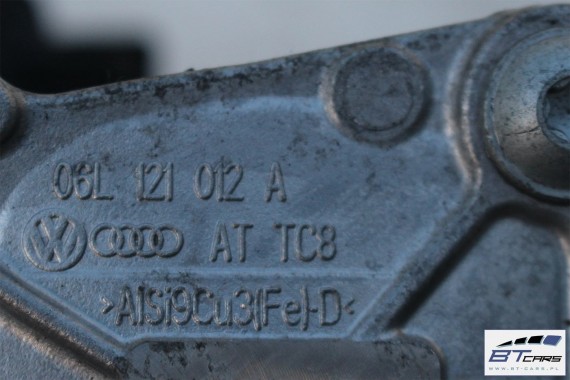 06L 121 012 A
AT TC8
>AlSi9Cu3(Fe)-D<
BTCARS
WWW.BT-CARS.PL